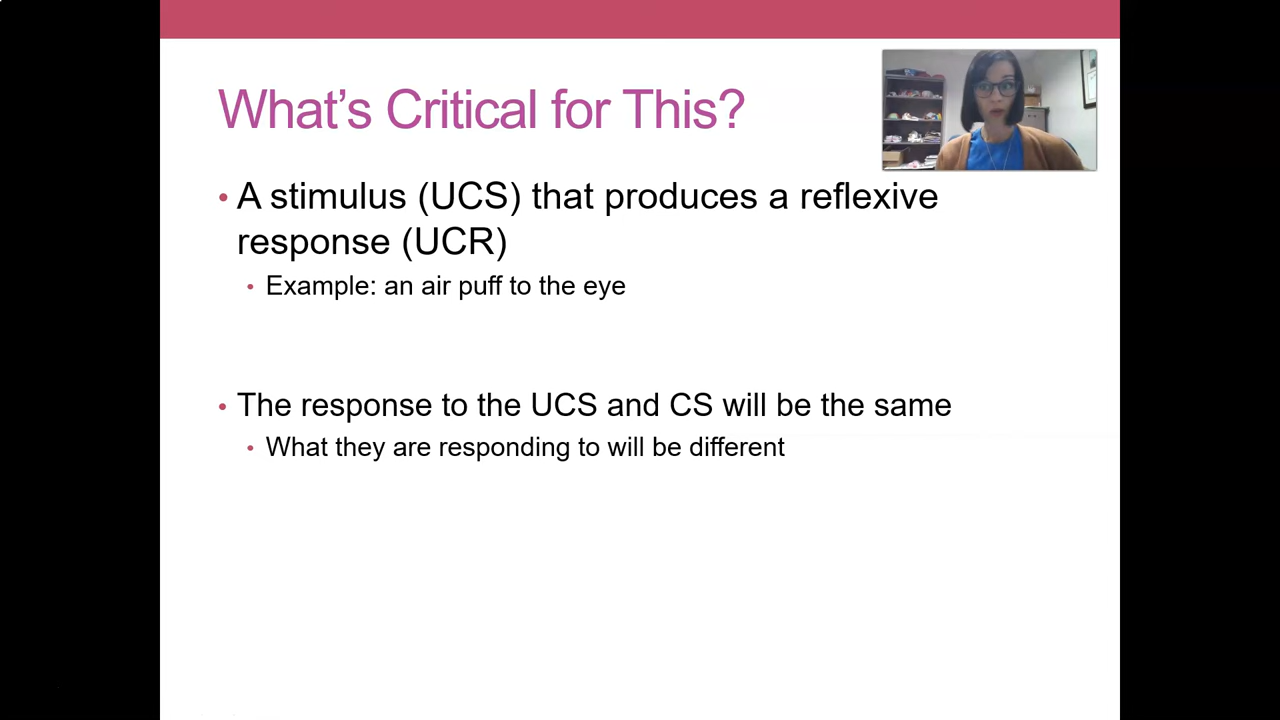 What's Critical for This?
• A stimulus (UCS) that produces a reflexive
response (UCR)
• Example: an air puff to the eye
• The response to the UCS and CS will be the same
• What they are responding to will be different